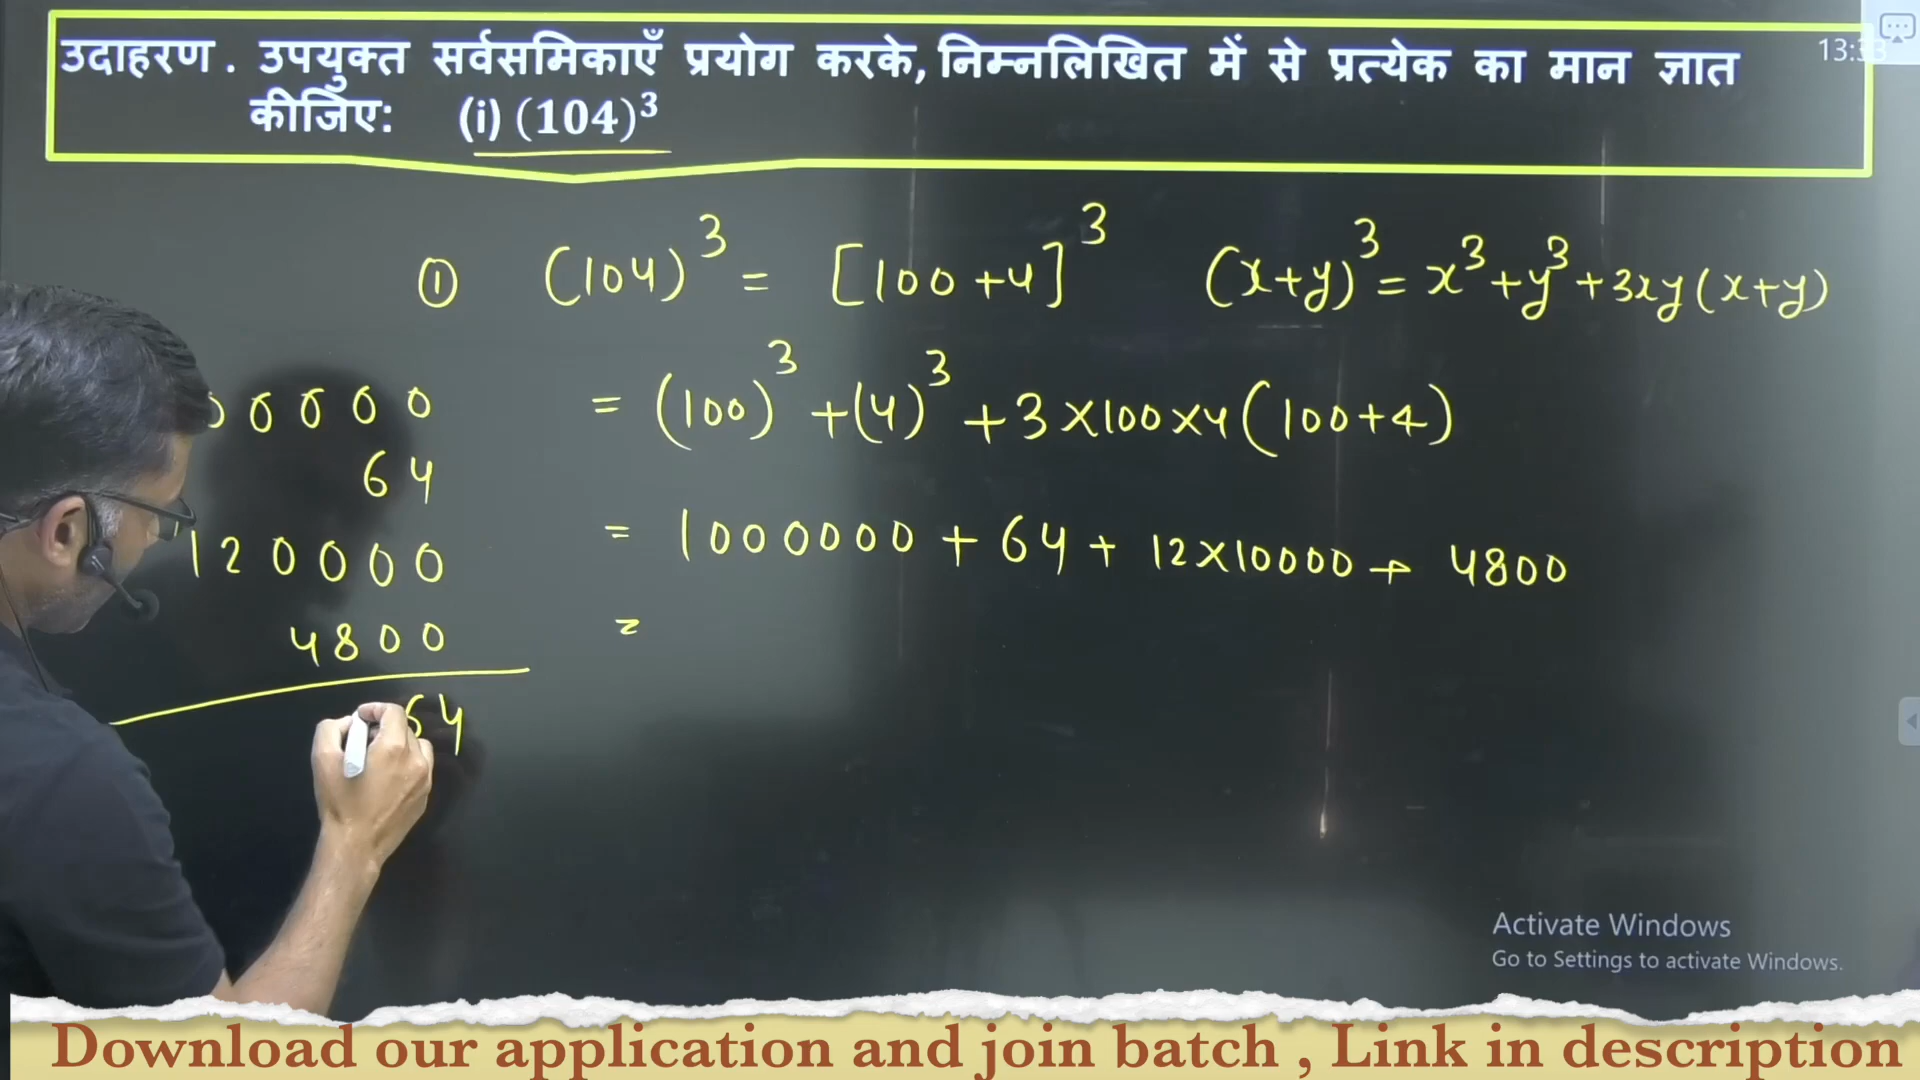 उदाहरण . उपयुक्त सर्वसमिकाएँ प्रयोग करके, निम्नलिखित में से प्रत्येक का मान ज्ञात
कीजिए: (i) (104)³
① (104)³ = [100+4]³ (x+y)³ = x³+y³+3xy(x+y)
= (100)³ + (4)³ + 3×100×4(100+4)
= 1000000 + 64 + 12×10000 + 4800
=
00000
64
120000
4800
64
Activate Windows
Go to Settings to activate Windows.
Download our application and join batch , Link in description